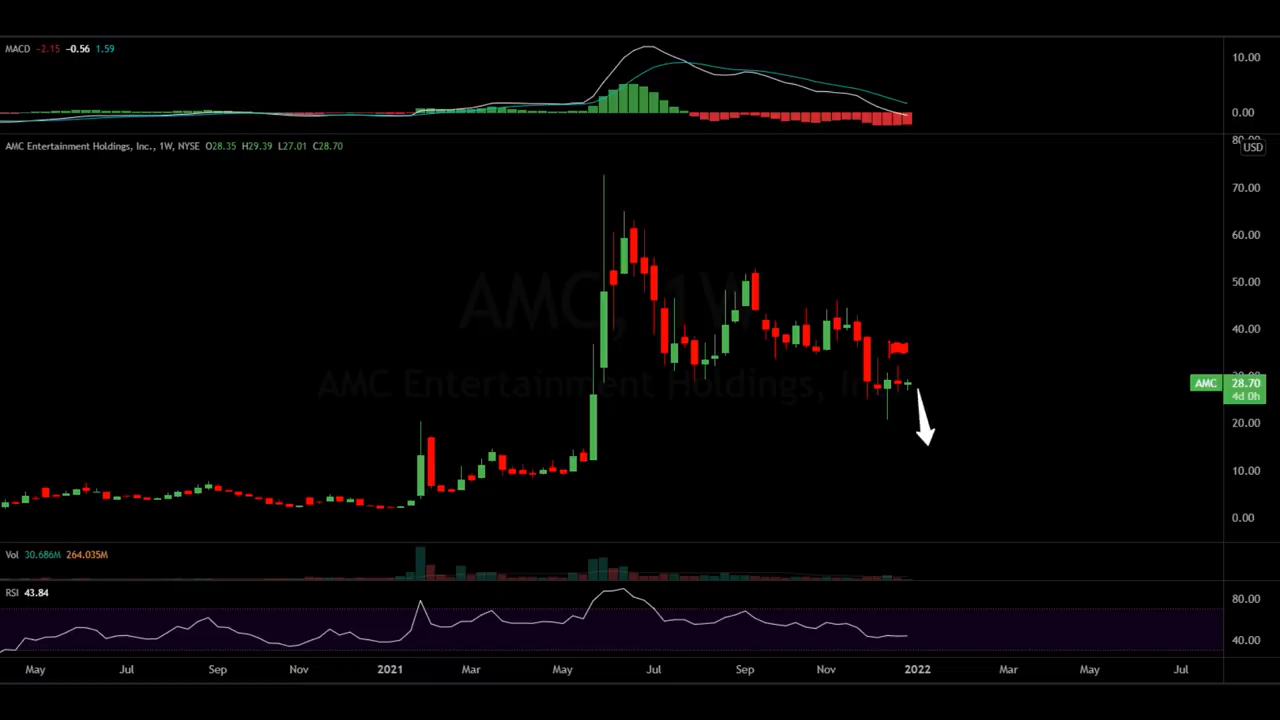 MACD -2.15 -0.56 1.59
10.00
0.00
AMC Entertainment Holdings, Inc., 1W, NYSE O28.35 H29.39 L27.01 C28.70
80.00
USD
70.00
60.00
50.00
AMC, 1W
40.00
30.00
AMC Entertainment Holdings, Inc.
AMC 28.70
4d 0h
20.00
10.00
0.00
Vol 30.686M 264.035M
RSI 43.84
80.00
40.00
May Jul Sep Nov 2021 Mar May Jul Sep Nov 2022 Mar May Jul